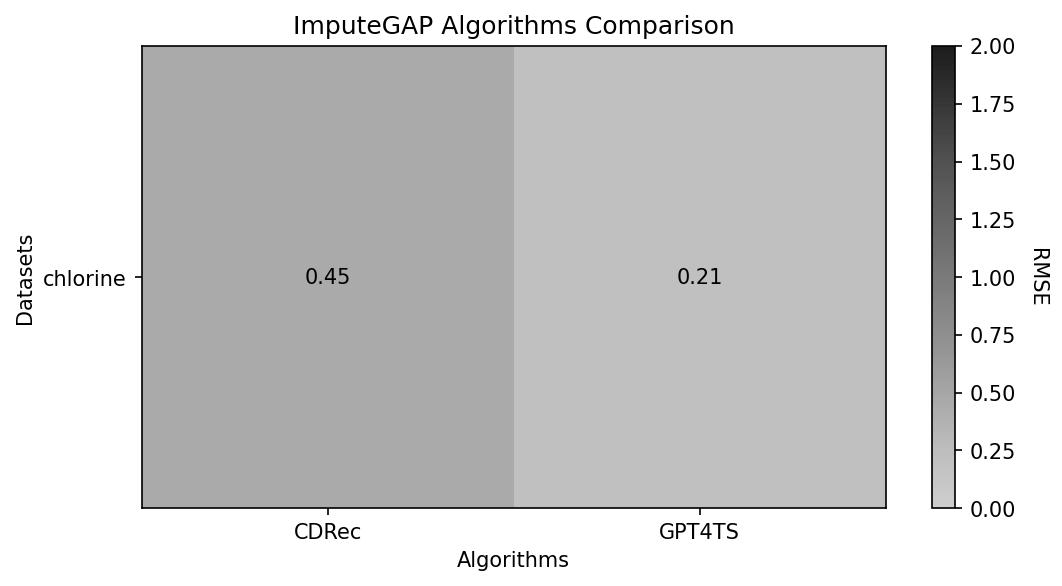 ImputeGAP Algorithms Comparison
Datasets
chlorine
0.45
0.21
CDRec
GPT4TS
Algorithms
2.00
1.75
1.50
1.25
1.00
0.75
0.50
0.25
0.00
RMSE